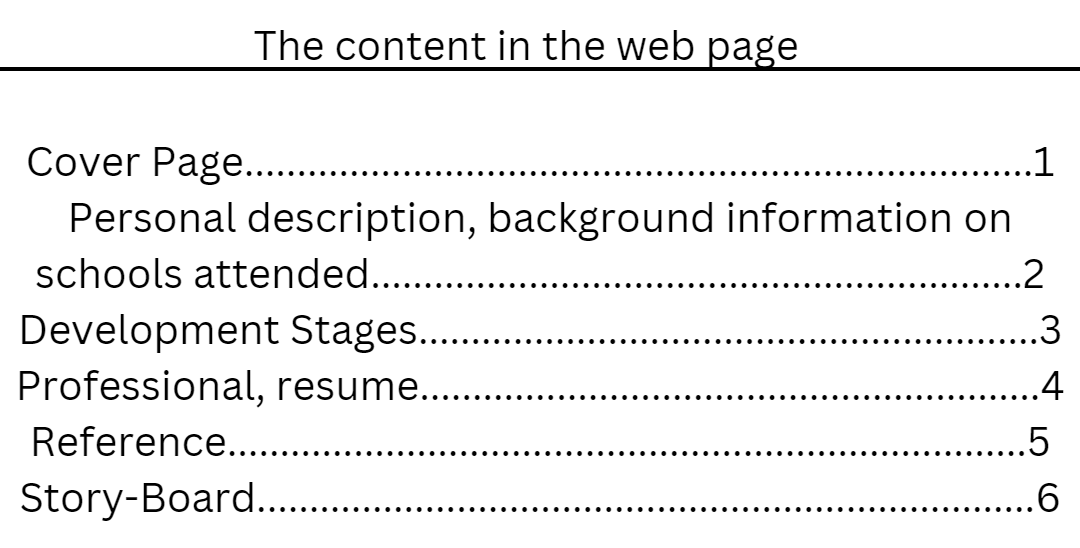 The content in the web page
Cover Page...........................................................................1
Personal description, background information on
schools attended..............................................................2
Development Stages...........................................................3
Professional, resume...........................................................4
Reference............................................................................5
Story-Board..........................................................................6